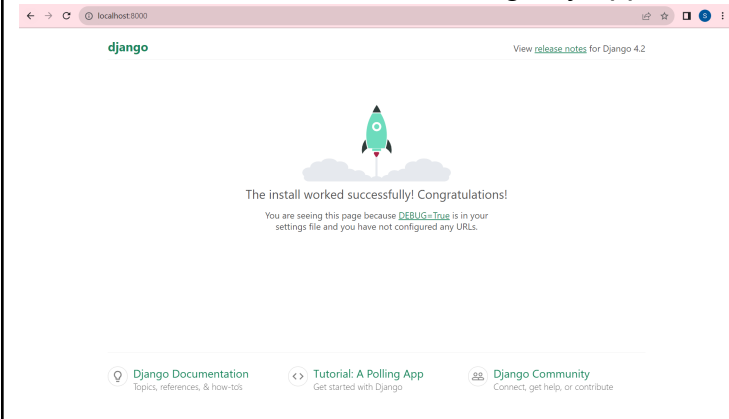 localhost:8000
S
django
View release notes for Django 4.2
The install worked successfully! Congratulations!
You are seeing this page because DEBUG=True is in your
settings file and you have not configured any URLs.
Django Documentation
Topics, references, & how-to's
Tutorial: A Polling App
Get started with Django
Django Community
Connect, get help, or contribute